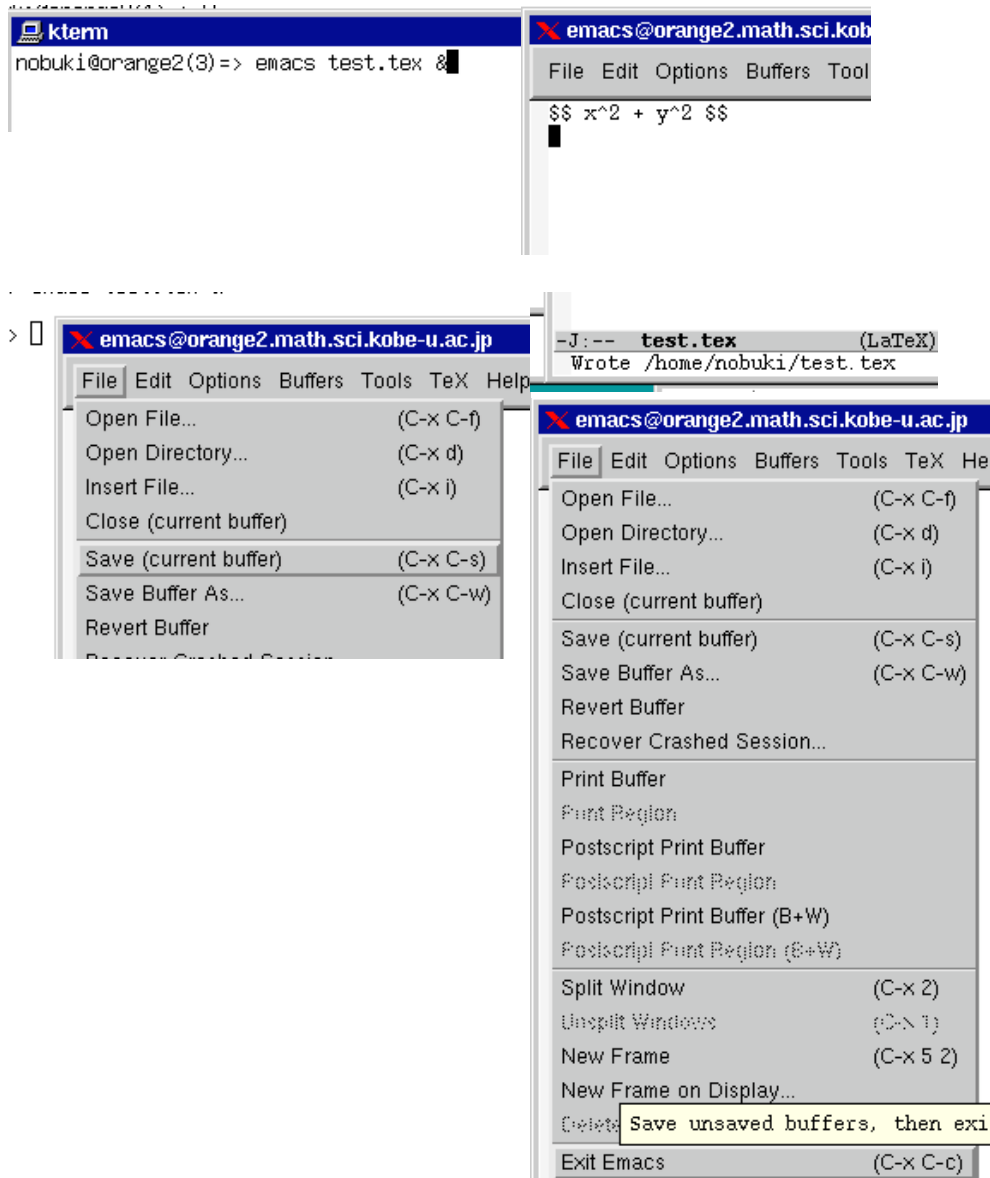 kterm
nobuki@orange2(3)=> emacs test.tex &
emacs@orange2.math.sci.kob
File Edit Options Buffers Tool
$$ x^2 + y^2 $$
> 
emacs@orange2.math.sci.kobe-u.ac.jp
File Edit Options Buffers Tools TeX Help
Open File... (C-x C-f)
Open Directory... (C-x d)
Insert File... (C-x i)
Close (current buffer)
Save (current buffer) (C-x C-s)
Save Buffer As... (C-x C-w)
Revert Buffer
Recover Crashed Session
-J:-- test.tex (LaTeX)
Wrote /home/nobuki/test.tex
emacs@orange2.math.sci.kobe-u.ac.jp
File Edit Options Buffers Tools TeX He
Open File... (C-x C-f)
Open Directory... (C-x d)
Insert File... (C-x i)
Close (current buffer)
Save (current buffer) (C-x C-s)
Save Buffer As... (C-x C-w)
Revert Buffer
Recover Crashed Session...
Print Buffer
Print Region
Postscript Print Buffer
Postscript Print Region
Postscript Print Buffer (B+W)
Postscript Print Region (B+W)
Split Window (C-x 2)
Unsplit Windows (C-x 1)
New Frame (C-x 5 2)
New Frame on Display...
Delete
Save unsaved buffers, then exi
Exit Emacs (C-x C-c)